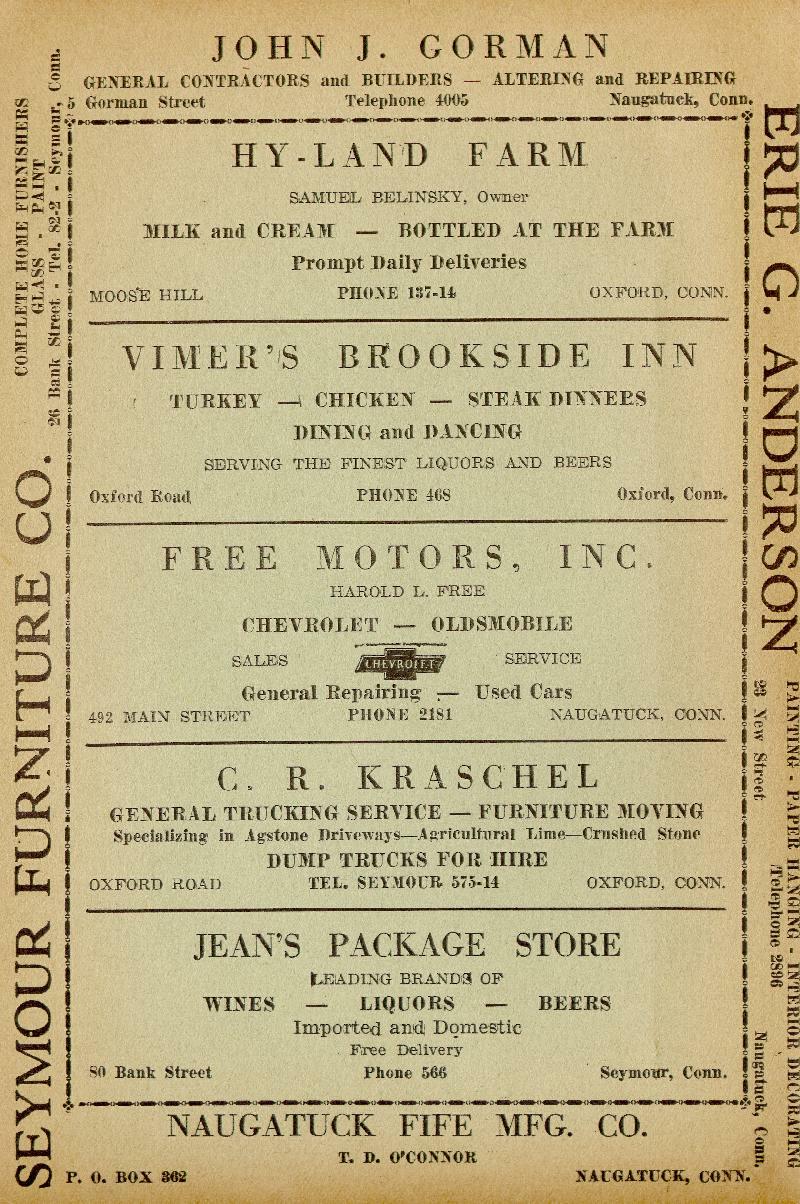 JOHN J. GORMAN
GENERAL CONTRACTORS and BUILDERS — ALTERING and REPAIRING
5 Gorman Street Telephone 4005 Naugatuck, Conn.
HY-LAND FARM
SAMUEL BELINSKY, Owner
MILK and CREAM — BOTTLED AT THE FARM
Prompt Daily Deliveries
MOOSE HILL PHONE 137-14 OXFORD, CONN.
VIMER'S BROOKSIDE INN
TURKEY — CHICKEN — STEAK DINNERS
DINING and DANCING
SERVING THE FINEST LIQUORS AND BEERS
Oxford Road PHONE 468 Oxford, Conn.
FREE MOTORS, INC.
HAROLD L. FREE
CHEVROLET — OLDSMOBILE
SALES CHEVROLET SERVICE
General Repairing — Used Cars
492 MAIN STREET PHONE 2181 NAUGATUCK, CONN.
C. R. KRASCHEL
GENERAL TRUCKING SERVICE — FURNITURE MOVING
Specializing in Agstone Driveways—Agricultural Lime—Crushed Stone
DUMP TRUCKS FOR HIRE
OXFORD ROAD TEL. SEYMOUR 575-14 OXFORD, CONN.
JEAN'S PACKAGE STORE
LEADING BRANDS OF
WINES — LIQUORS — BEERS
Imported and Domestic
Free Delivery
80 Bank Street Phone 566 Seymour, Conn.
NAUGATUCK FIFE MFG. CO.
T. D. O'CONNOR
P. O. BOX 362 NAUGATUCK, CONN.
SEYMOUR FURNITURE CO.
COMPLETE HOME FURNISHERS
GLASS - PAINT
26 Bank Street - Tel. 82-2 - Seymour, Conn.
ERIE G. ANDERSON
PAINTING - PAPER HANGING - INTERIOR DECORATING
Telephone 2896
23 New Street Naugatuck, Conn.